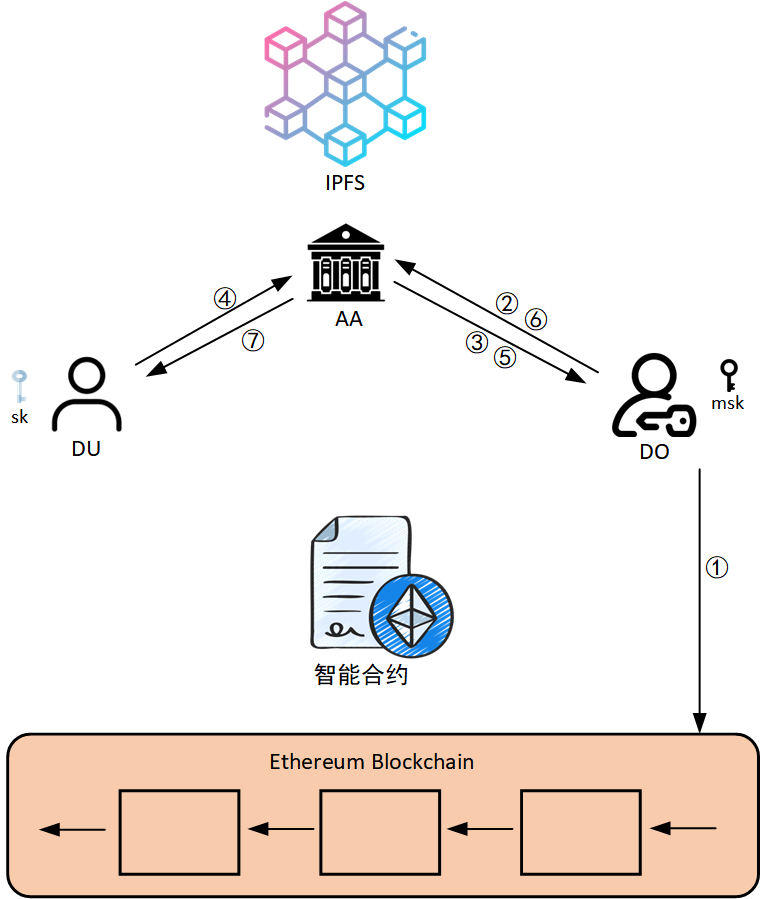 IPFS
AA
④
⑦
②
⑥
③
⑤
sk
DU
msk
DO
①
智能合约
Ethereum Blockchain